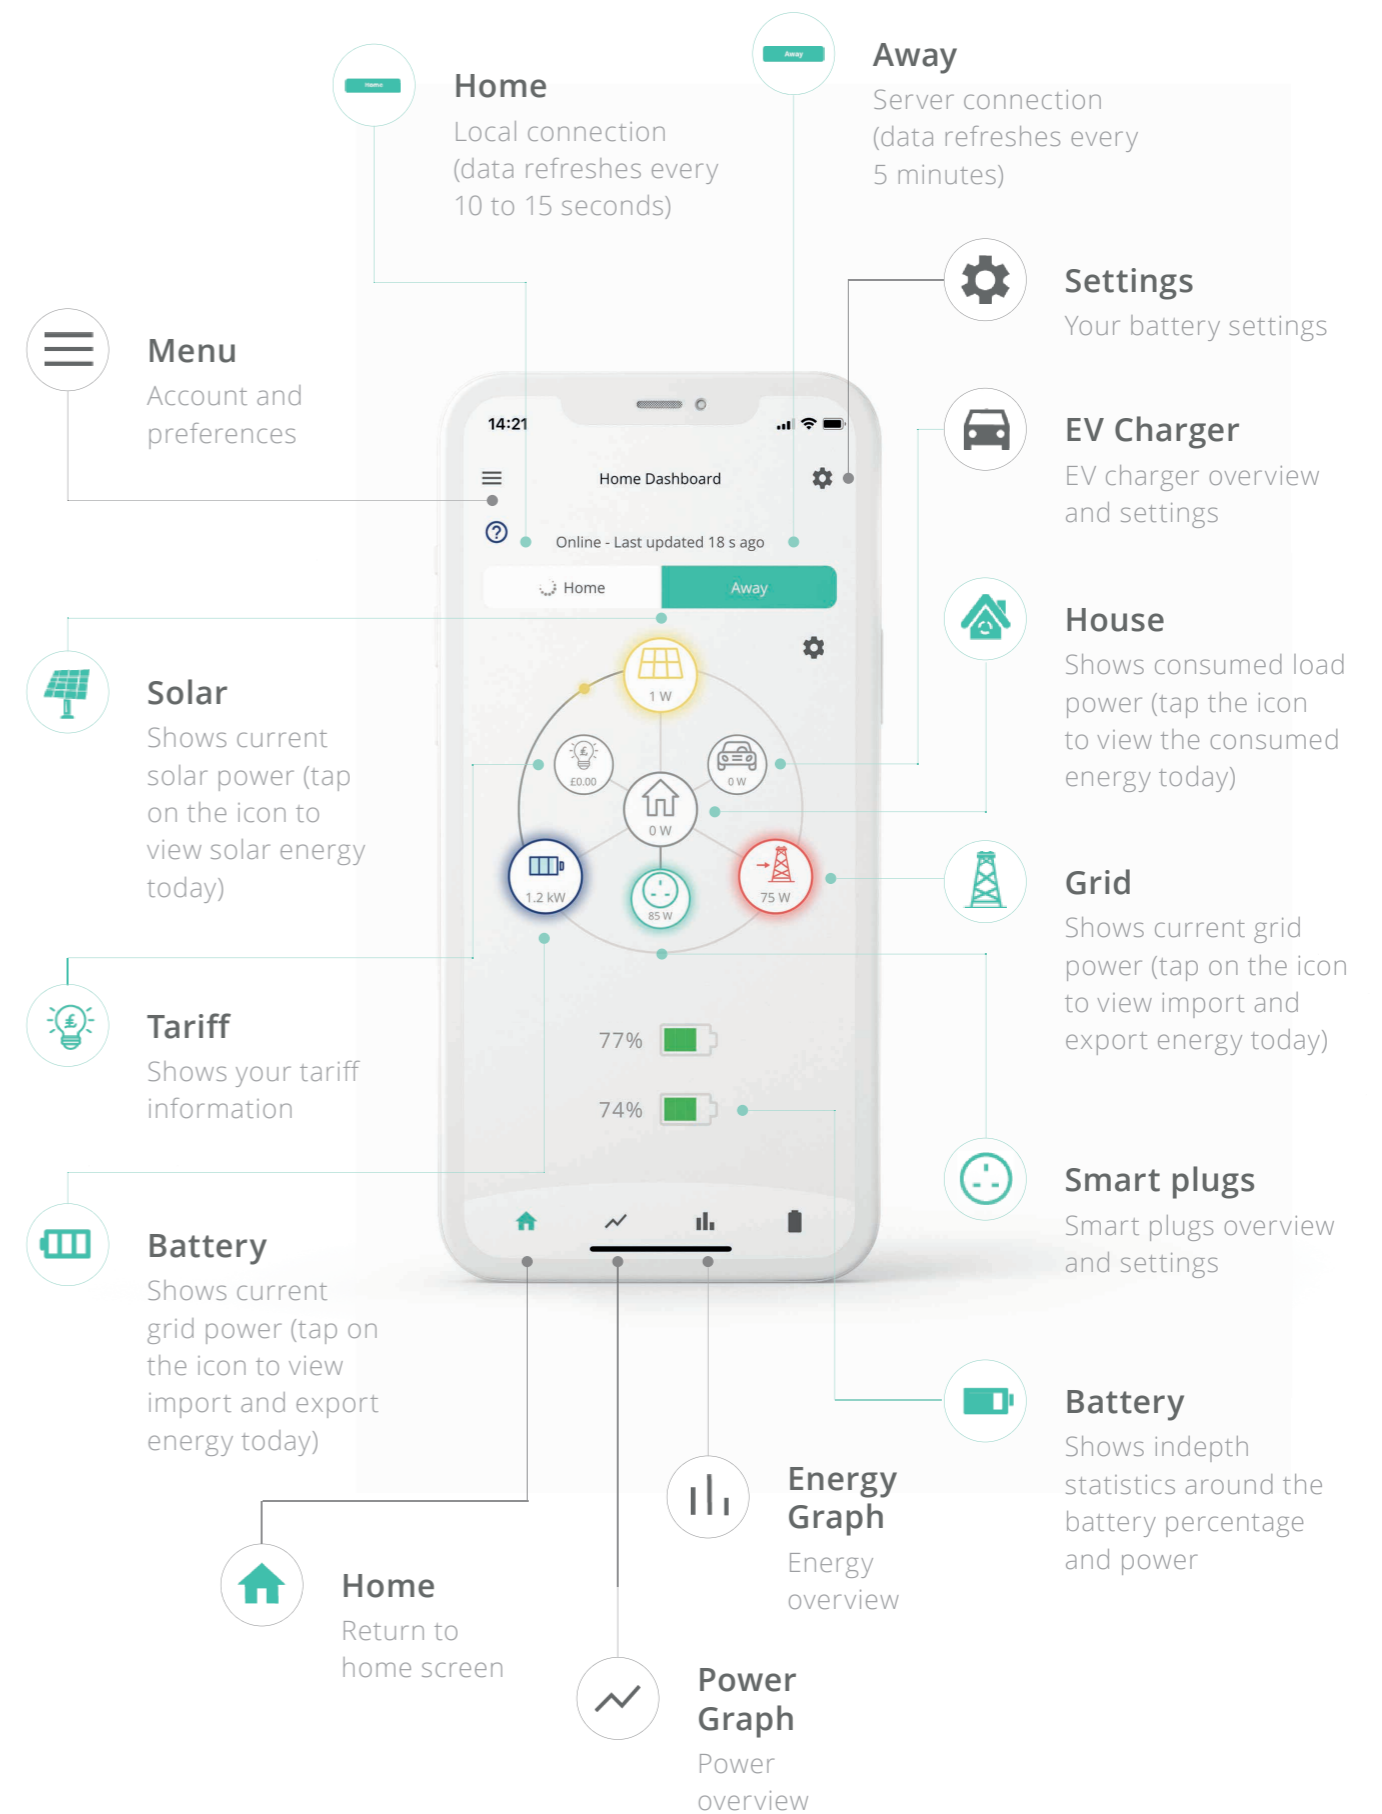 Home
Home
Local connection
(data refreshes every
10 to 15 seconds)
Away
Away
Server connection
(data refreshes every
5 minutes)
Settings
Your battery settings
Menu
Account and
preferences
EV Charger
EV charger overview
and settings
House
Shows consumed load
power (tap the icon
to view the consumed
energy today)
Solar
Shows current
solar power (tap
on the icon to
view solar energy
today)
Grid
Shows current grid
power (tap on the icon
to view import and
export energy today)
Tariff
Shows your tariff
information
Smart plugs
Smart plugs overview
and settings
Battery
Shows current
grid power (tap on
the icon to view
import and export
energy today)
Battery
Shows indepth
statistics around the
battery percentage
and power
Energy
Graph
Energy
overview
Home
Return to
home screen
Power
Graph
Power
overview
14:21
Home Dashboard
?
Online - Last updated 18 s ago
Home
Away
1 W
£
£0.00
0 W
0 W
1.2 kW
85 W
75 W
77%
74%
£